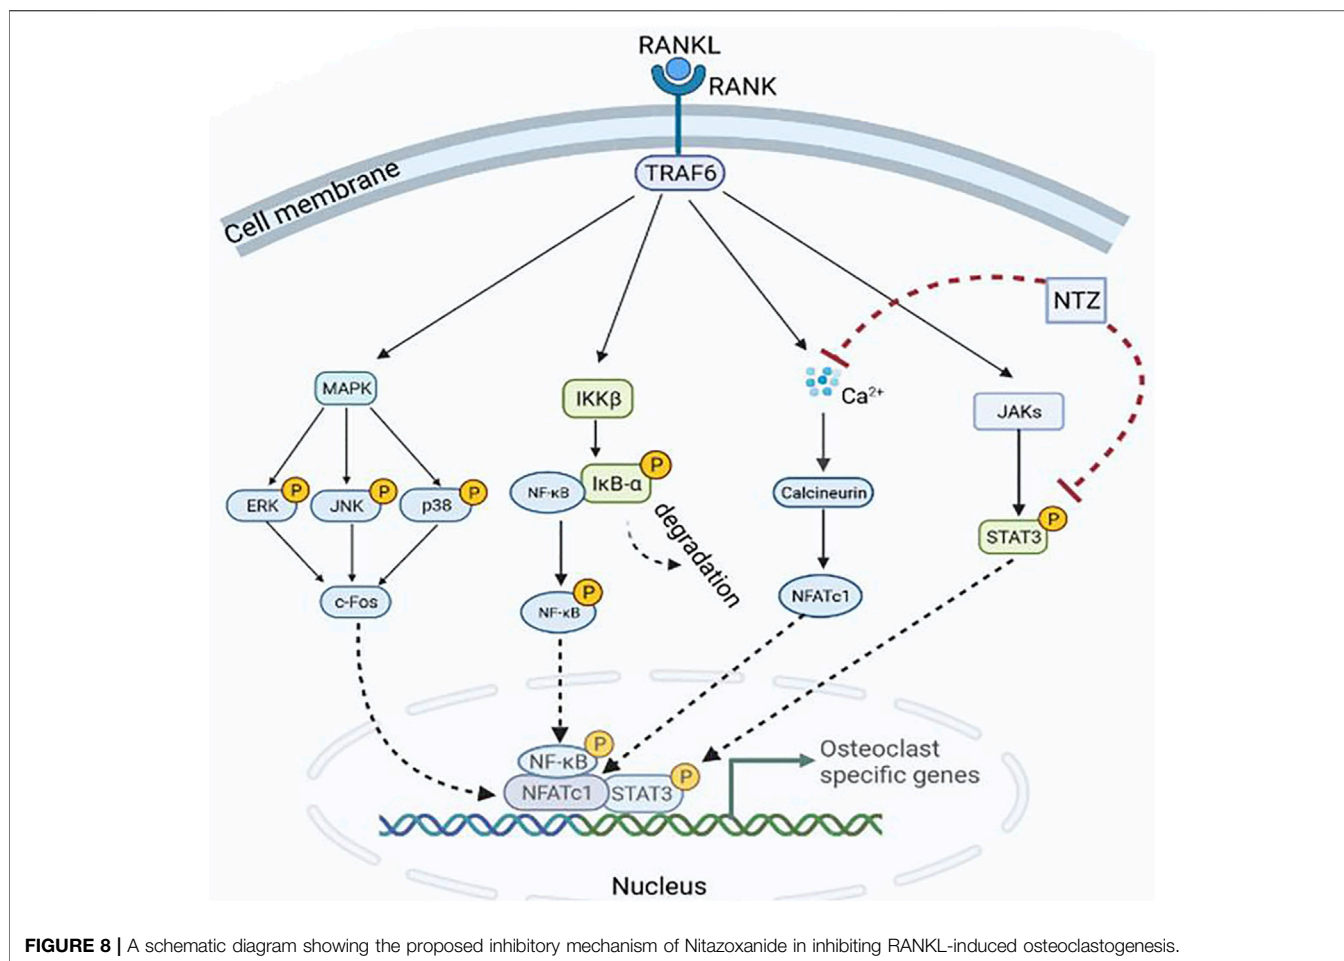 RANKL
RANK
TRAF6
Cell membrane
NTZ
MAPK
IKKβ
Ca²⁺
JAKs
ERK
P
JNK
P
p38
P
NF-κB
IκB-α
P
degradation
Calcineurin
STAT3
P
c-Fos
NF-κB
P
NFATc1
NF-κB
P
NFATc1
STAT3
P
Osteoclast
specific genes
Nucleus
FIGURE 8 | A schematic diagram showing the proposed inhibitory mechanism of Nitazoxanide in inhibiting RANKL-induced osteoclastogenesis.